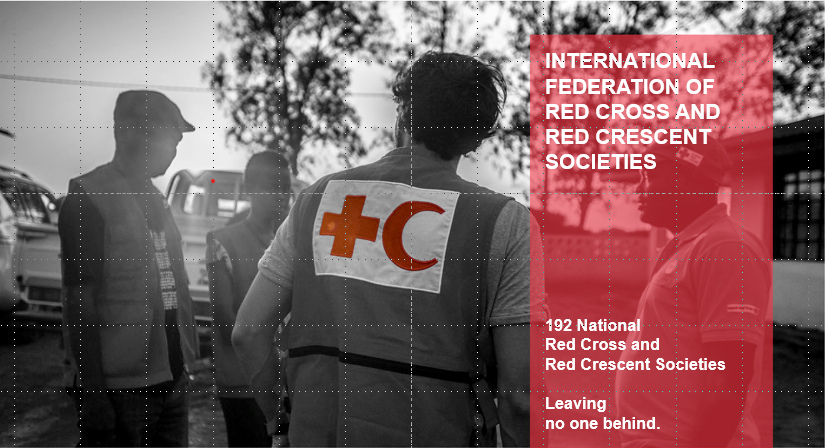 INTERNATIONAL
FEDERATION OF
RED CROSS AND
RED CRESCENT
SOCIETIES
192 National
Red Cross and
Red Crescent Societies
Leaving
no one behind.